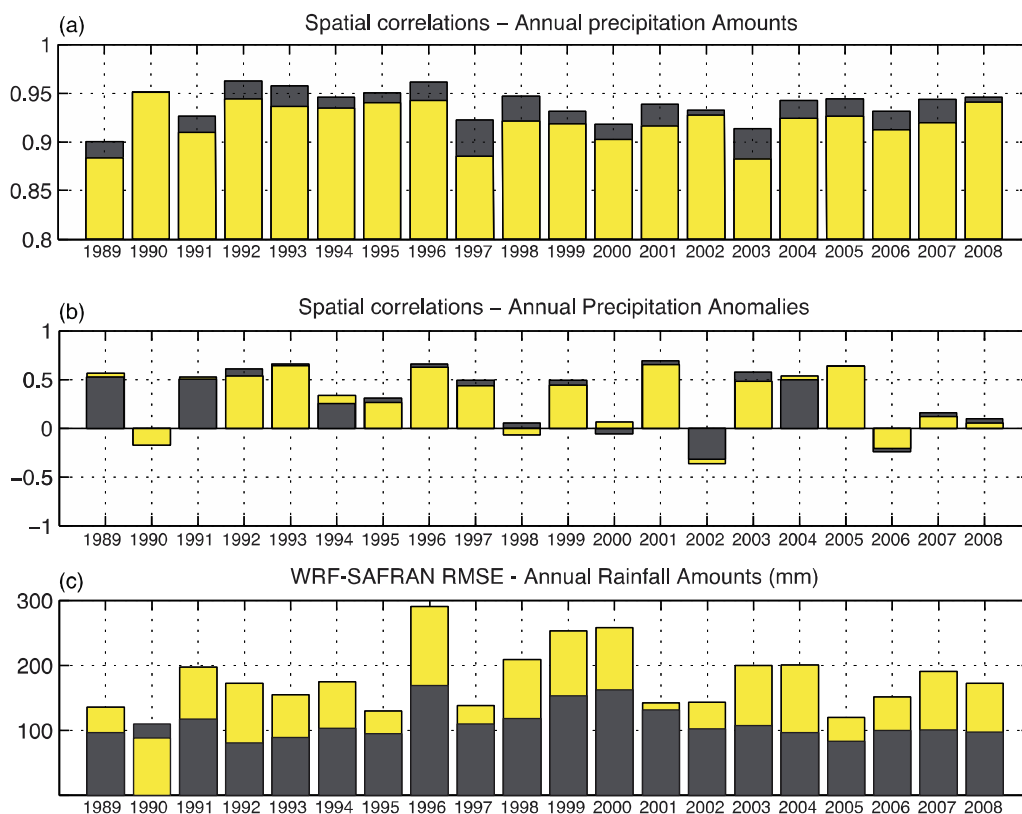 (a) Spatial correlations – Annual precipitation Amounts
1
0.95
0.9
0.85
0.8
1989 1990 1991 1992 1993 1994 1995 1996 1997 1998 1999 2000 2001 2002 2003 2004 2005 2006 2007 2008
(b) Spatial correlations – Annual Precipitation Anomalies
1
0.5
0
−0.5
−1
1989 1990 1991 1992 1993 1994 1995 1996 1997 1998 1999 2000 2001 2002 2003 2004 2005 2006 2007 2008
(c) WRF-SAFRAN RMSE - Annual Rainfall Amounts (mm)
300
200
100
1989 1990 1991 1992 1993 1994 1995 1996 1997 1998 1999 2000 2001 2002 2003 2004 2005 2006 2007 2008